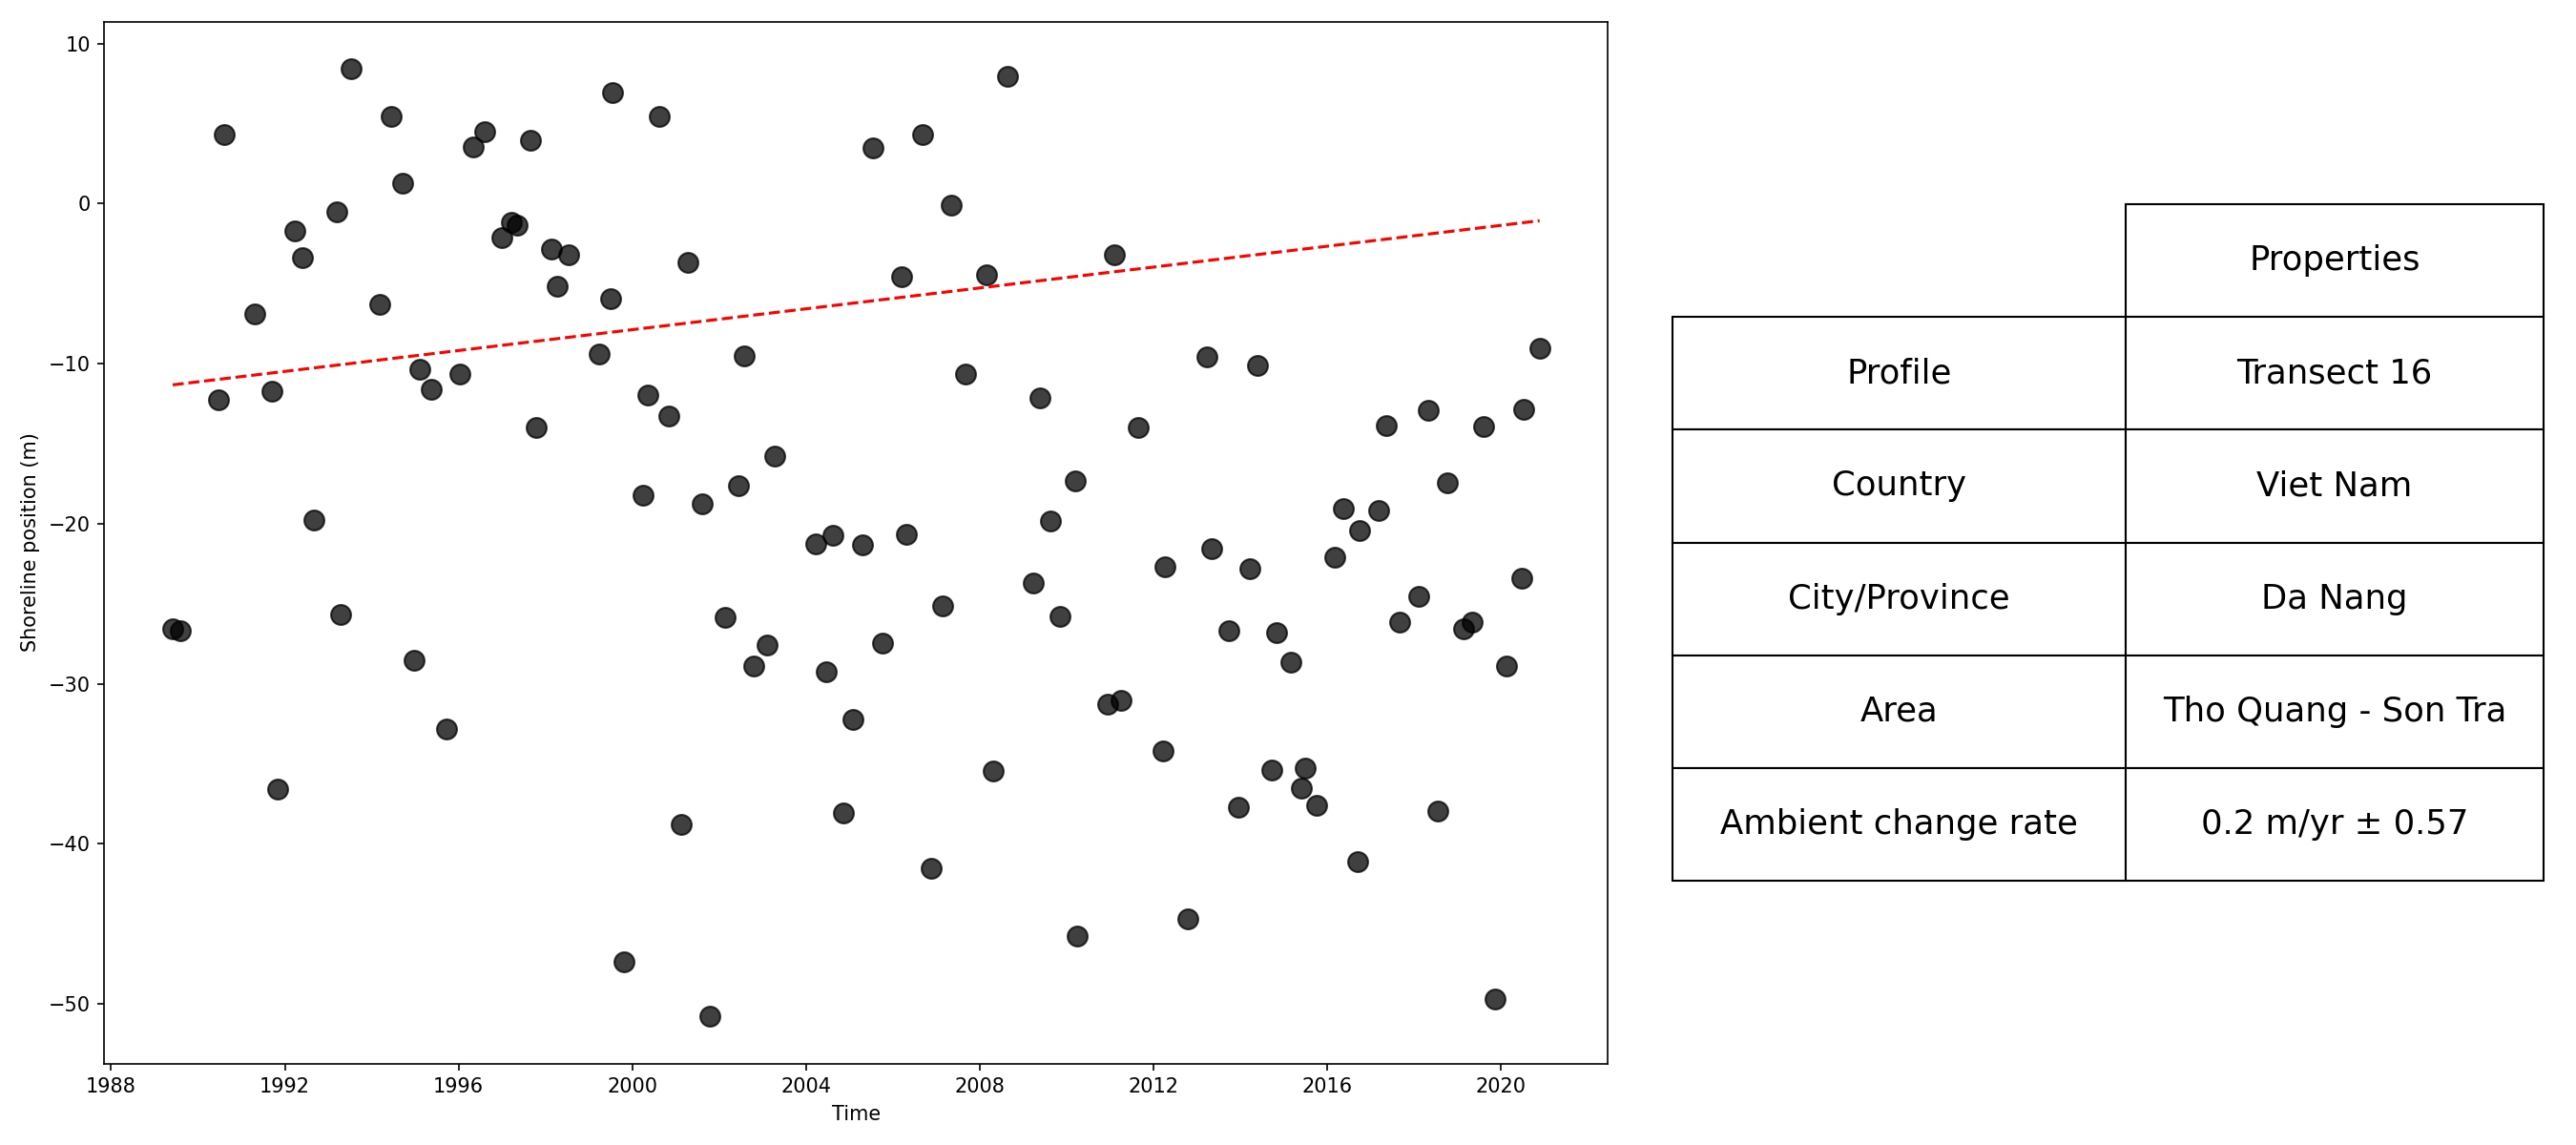 10
0
−10
−20
−30
−40
−50
Shoreline position (m)
1988 1992 1996 2000 2004 2008 2012 2016 2020
Time
Properties
Profile Transect 16
Country Viet Nam
City/Province Da Nang
Area Tho Quang - Son Tra
Ambient change rate 0.2 m/yr ± 0.57